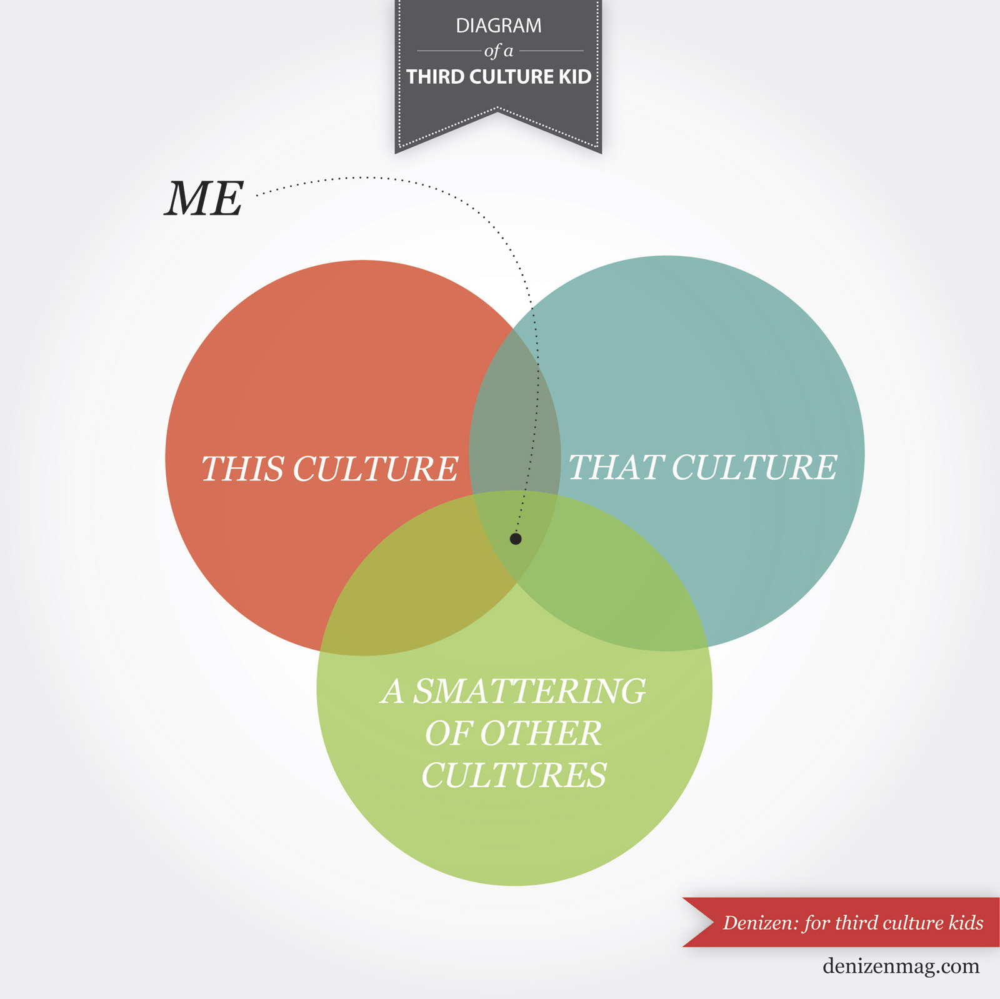 DIAGRAM
of a
THIRD CULTURE KID
ME
THIS CULTURE
THAT CULTURE
A SMATTERING
OF OTHER
CULTURES
Denizen: for third culture kids
denizenmag.com